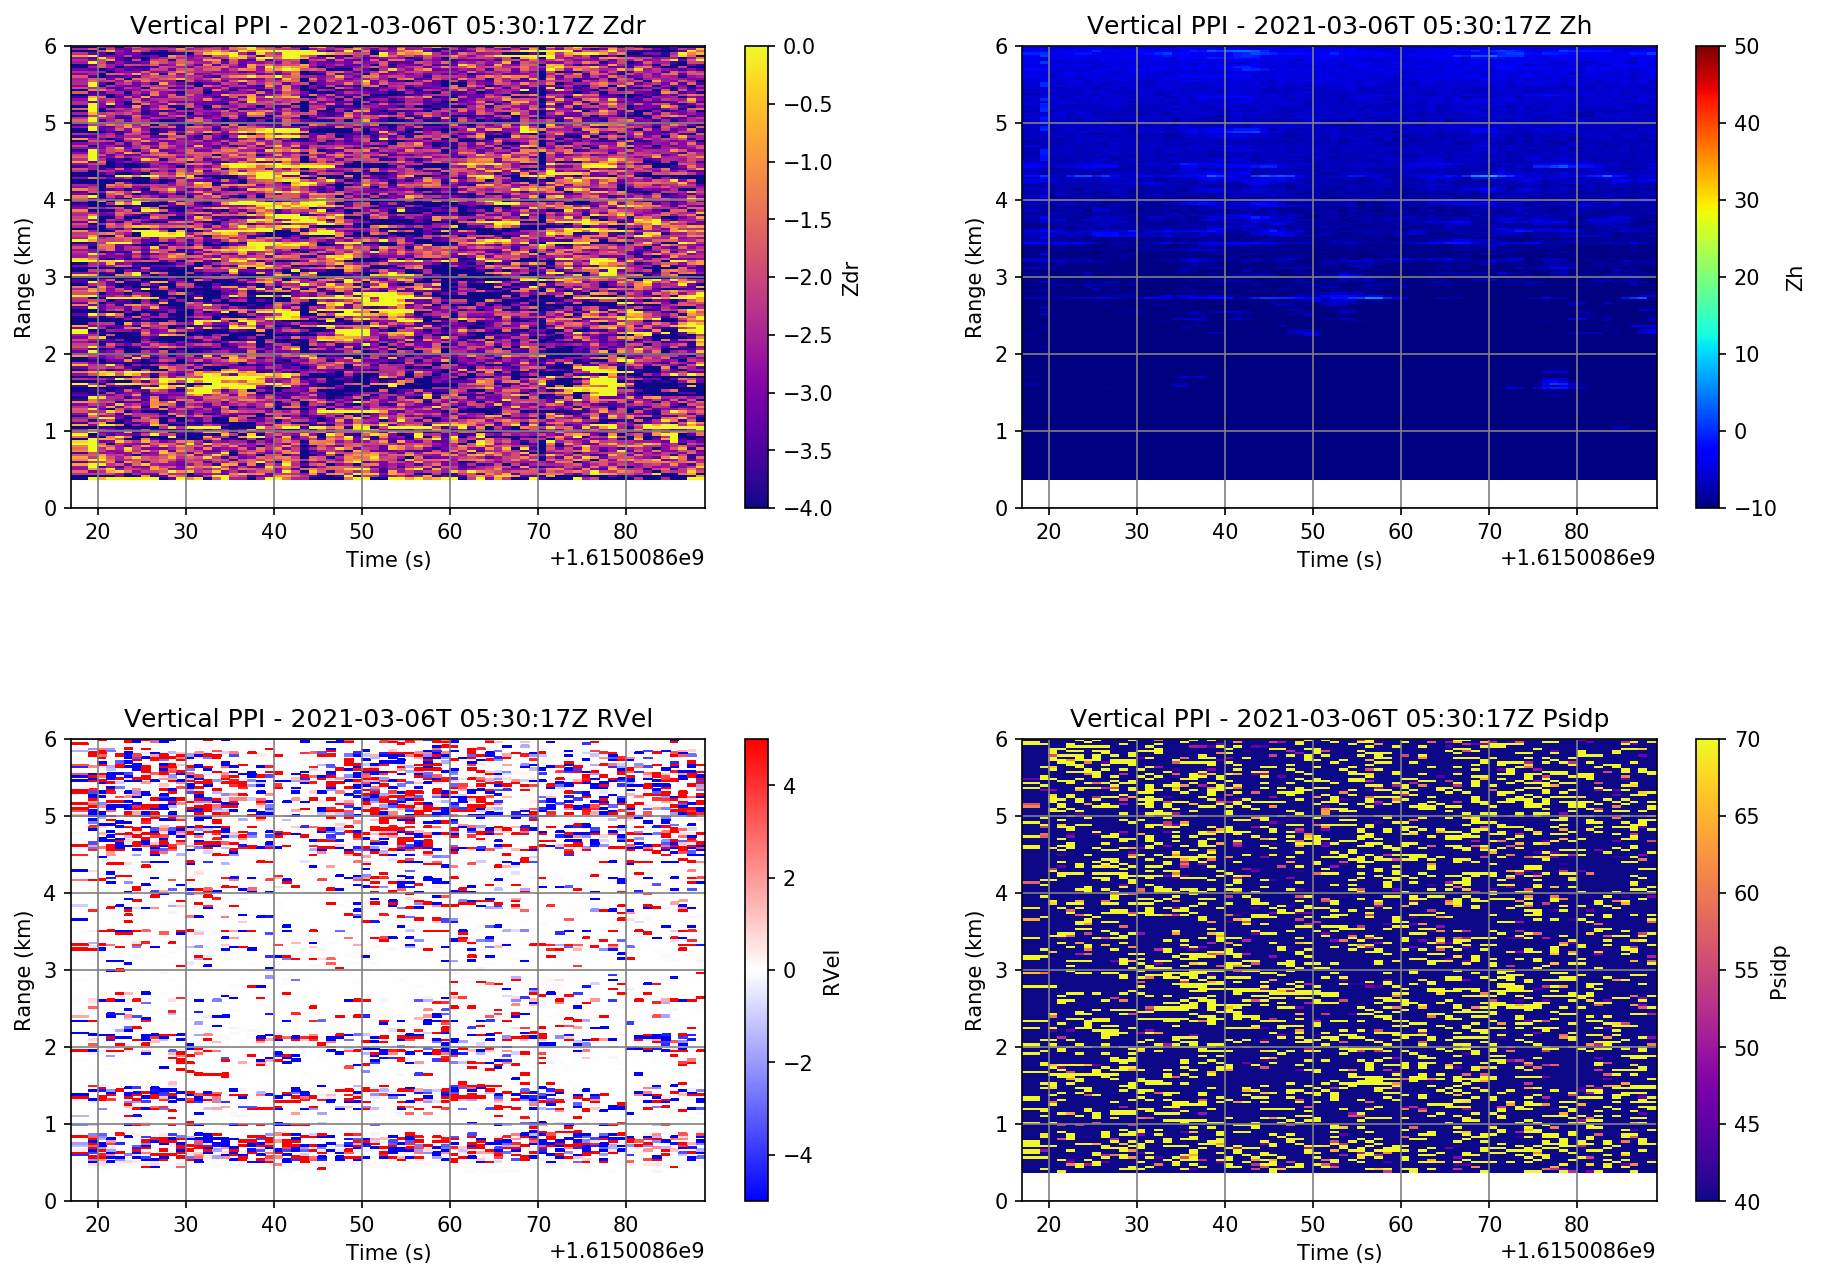 Vertical PPI - 2021-03-06T 05:30:17Z Zdr
6
5
4
3
2
1
0
Range (km)
20 30 40 50 60 70 80
Time (s)
+1.6150086e9
0.0
−0.5
−1.0
−1.5
−2.0
−2.5
−3.0
−3.5
−4.0
Zdr
Vertical PPI - 2021-03-06T 05:30:17Z Zh
6
5
4
3
2
1
0
Range (km)
20 30 40 50 60 70 80
Time (s)
+1.6150086e9
50
40
30
20
10
0
−10
Zh
Vertical PPI - 2021-03-06T 05:30:17Z RVel
6
5
4
3
2
1
0
Range (km)
20 30 40 50 60 70 80
Time (s)
+1.6150086e9
4
2
0
−2
−4
RVel
Vertical PPI - 2021-03-06T 05:30:17Z Psidp
6
5
4
3
2
1
0
Range (km)
20 30 40 50 60 70 80
Time (s)
+1.6150086e9
70
65
60
55
50
45
40
Psidp